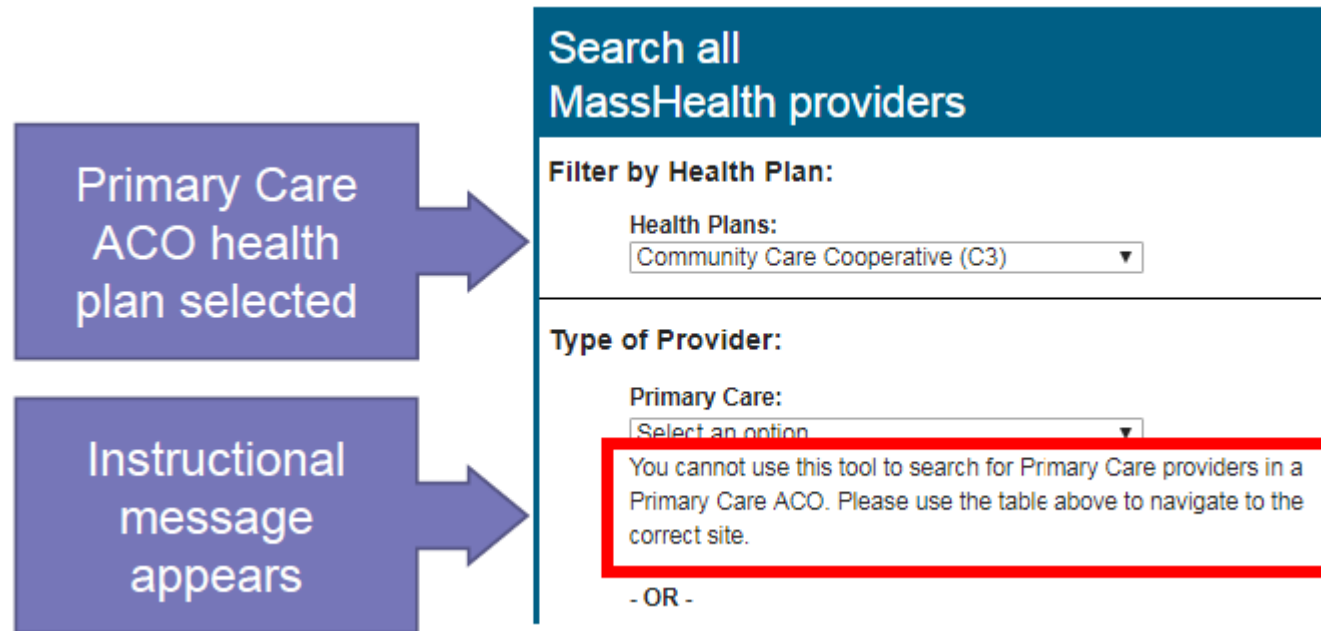 Primary Care
ACO health
plan selected
Instructional
message
appears
Search all
MassHealth providers
Filter by Health Plan:
Health Plans:
Community Care Cooperative (C3)
Type of Provider:
Primary Care:
Select an option
You cannot use this tool to search for Primary Care providers in a
Primary Care ACO. Please use the table above to navigate to the
correct site.
- OR -